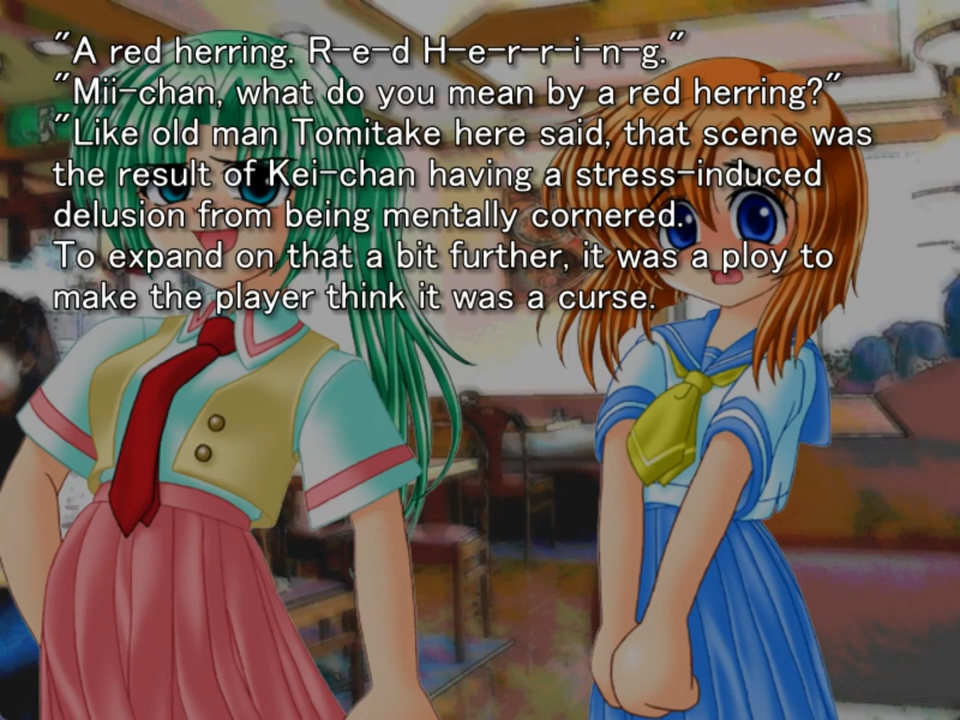 "A red herring. R-e-d H-e-r-r-i-n-g."
"Mii-chan, what do you mean by a red herring?"
"Like old man Tomitake here said, that scene was
the result of Kei-chan having a stress-induced
delusion from being mentally cornered.
To expand on that a bit further, it was a ploy to
make the player think it was a curse.